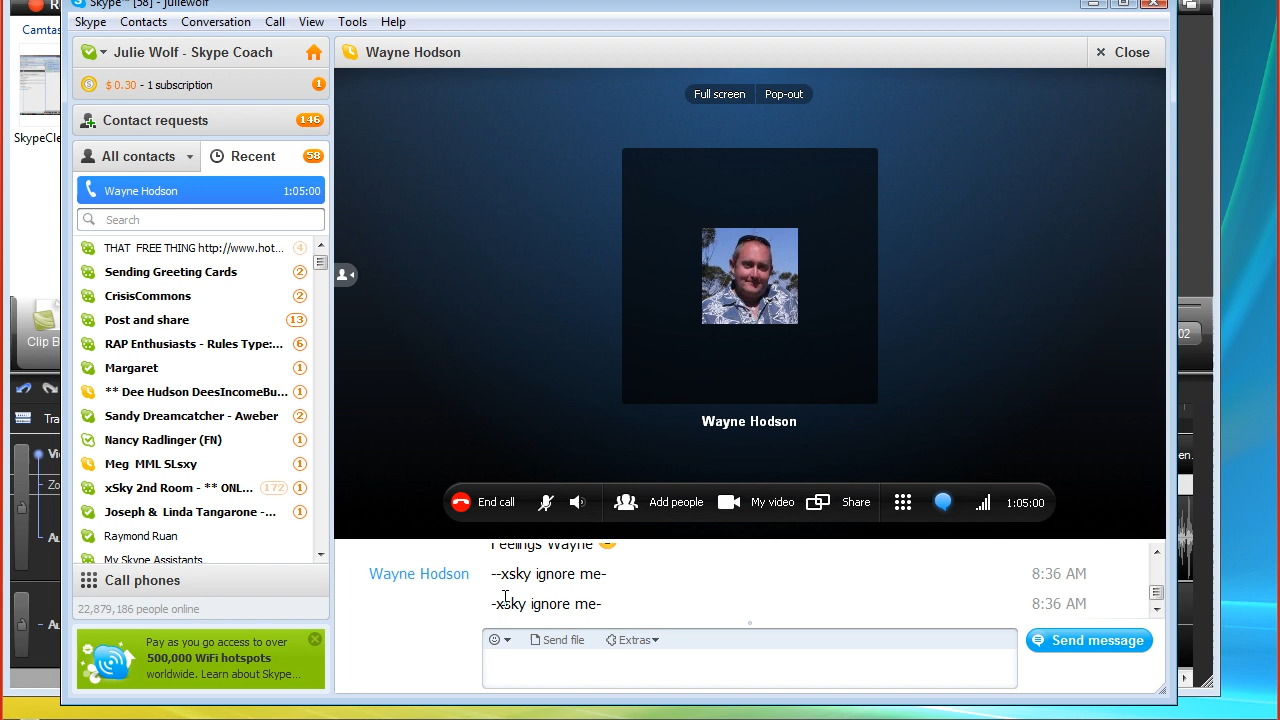 Skype™ [58] - juliewolf
Skype Contacts Conversation Call View Tools Help
Camtas
SkypeCle
Clip B
Tra
Julie Wolf - Skype Coach
$ 0.30 - 1 subscription 1
Contact requests 146
All contacts Recent 58
Wayne Hodson 1:05:00
Search
THAT FREE THING http://www.hot... 4
Sending Greeting Cards 2
CrisisCommons 2
Post and share 13
RAP Enthusiasts - Rules Type:... 6
Margaret 1
** Dee Hudson DeesIncomeBu... 1
Sandy Dreamcatcher - Aweber 2
Nancy Radlinger (FN) 1
Meg MML SLsxy 1
xSky 2nd Room - ** ONL... 172 1
Joseph & Linda Tangarone -... 1
Raymond Ruan
My Skype Assistants
Call phones
22,879,186 people online
Pay as you go access to over
500,000 WiFi hotspots
worldwide. Learn about Skype...
Wayne Hodson
Close
Full screen Pop-out
Wayne Hodson
End call Add people My video Share 1:05:00
Feelings Wayne
Wayne Hodson --xsky ignore me- 8:36 AM
-xsky ignore me- 8:36 AM
Send file Extras
Send message
02
en.